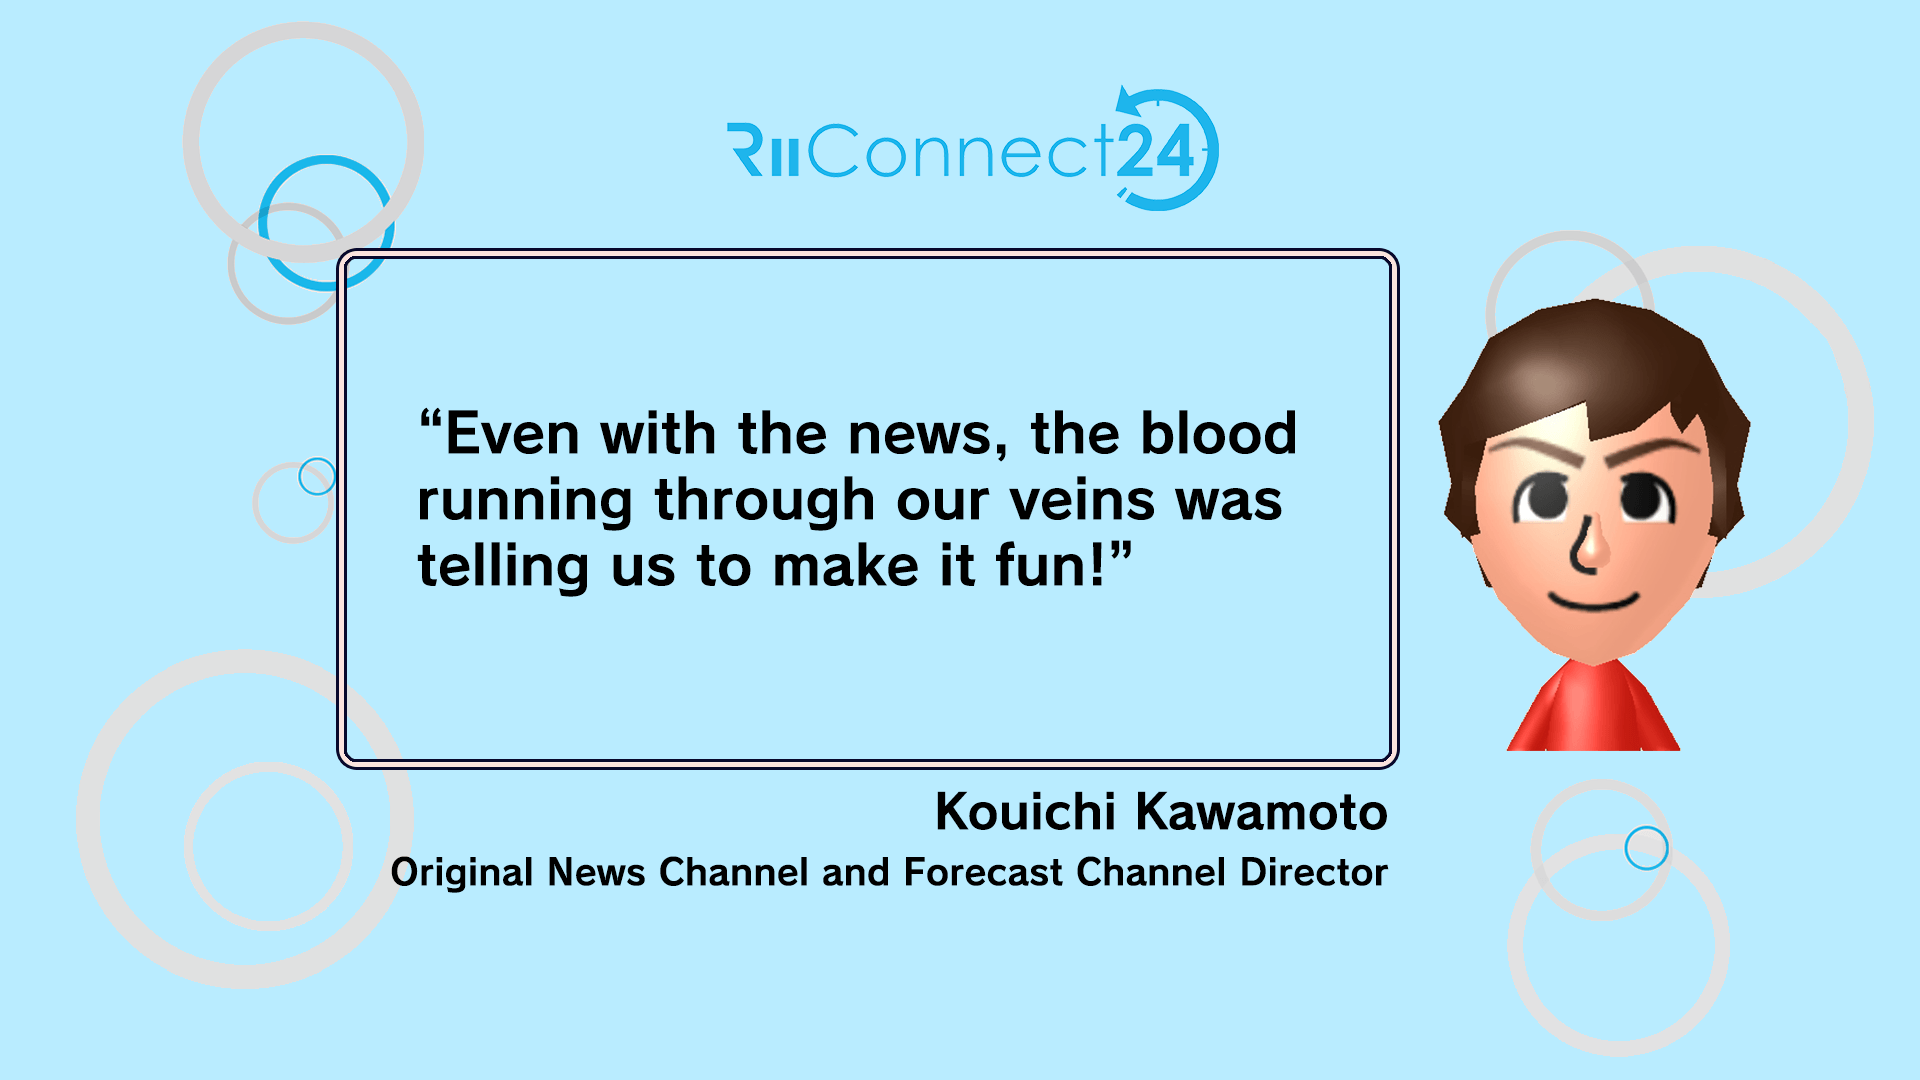 RiiConnect24
“Even with the news, the blood
running through our veins was
telling us to make it fun!”
Kouichi Kawamoto
Original News Channel and Forecast Channel Director